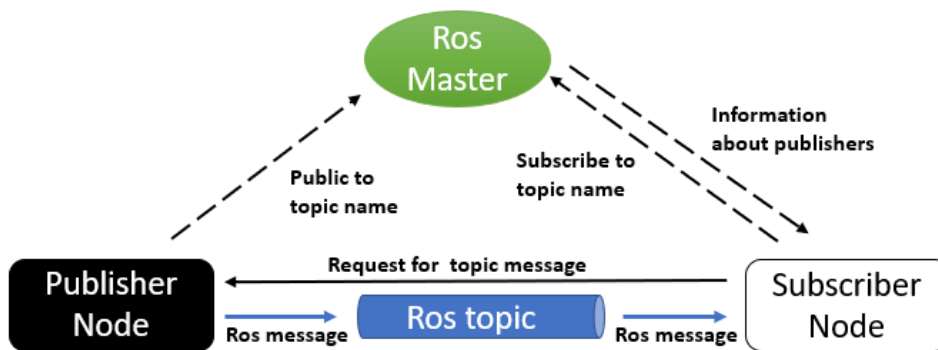 Ros
Master
Information
about publishers
Subscribe to
topic name
Public to
topic name
Request for topic message
Publisher
Node
Ros message
Ros topic
Ros message
Subscriber
Node